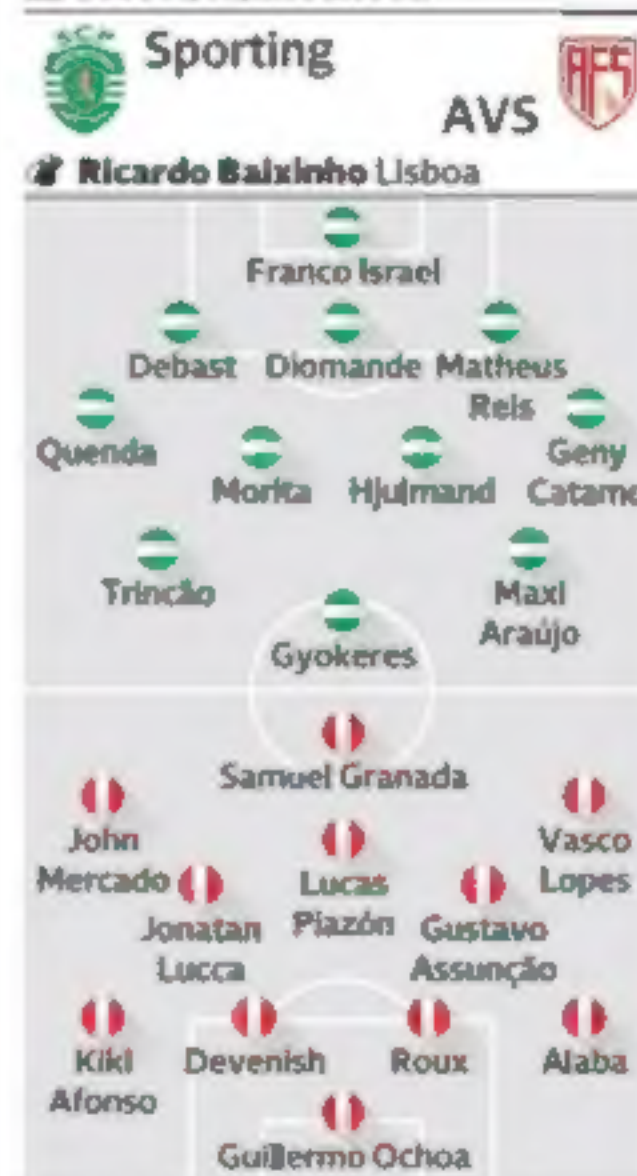 Sporting
AVS
AFS
Ricardo Baixinho Lisboa
Franco Israel
Debast Diomande Matheus
Reis
Quenda
Geny
Morita Hjulmand
Trincão
Maxi
Araújo
Gyokeres
Samuel Granada
John
Mercado
Vasco
Lopes
Lucas
Piazón
Jonatan
Lucca
Gustavo
Assunção
Kiki
Afonso
Devenish Roux Alaba
Guillermo Ochoa